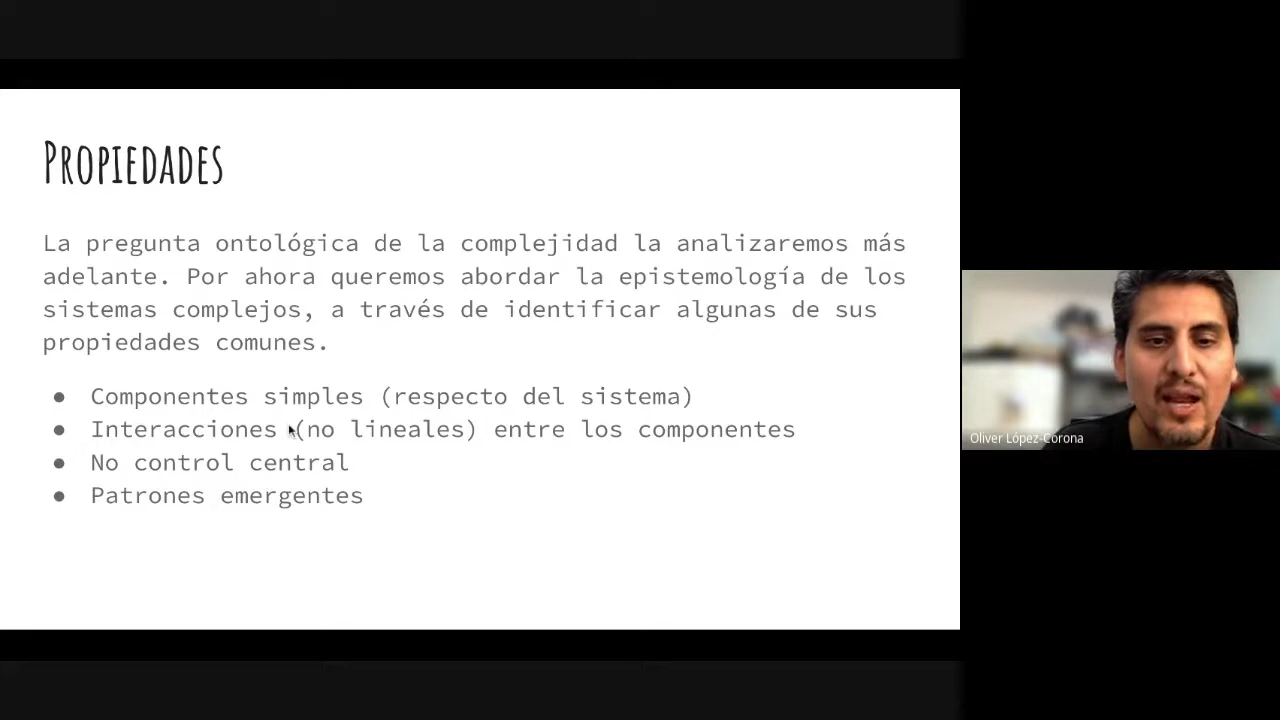 PROPIEDADES
La pregunta ontológica de la complejidad la analizaremos más
adelante. Por ahora queremos abordar la epistemología de los
sistemas complejos, a través de identificar algunas de sus
propiedades comunes.
● Componentes simples (respecto del sistema)
● Interacciones (no lineales) entre los componentes
● No control central
● Patrones emergentes
Oliver López-Corona